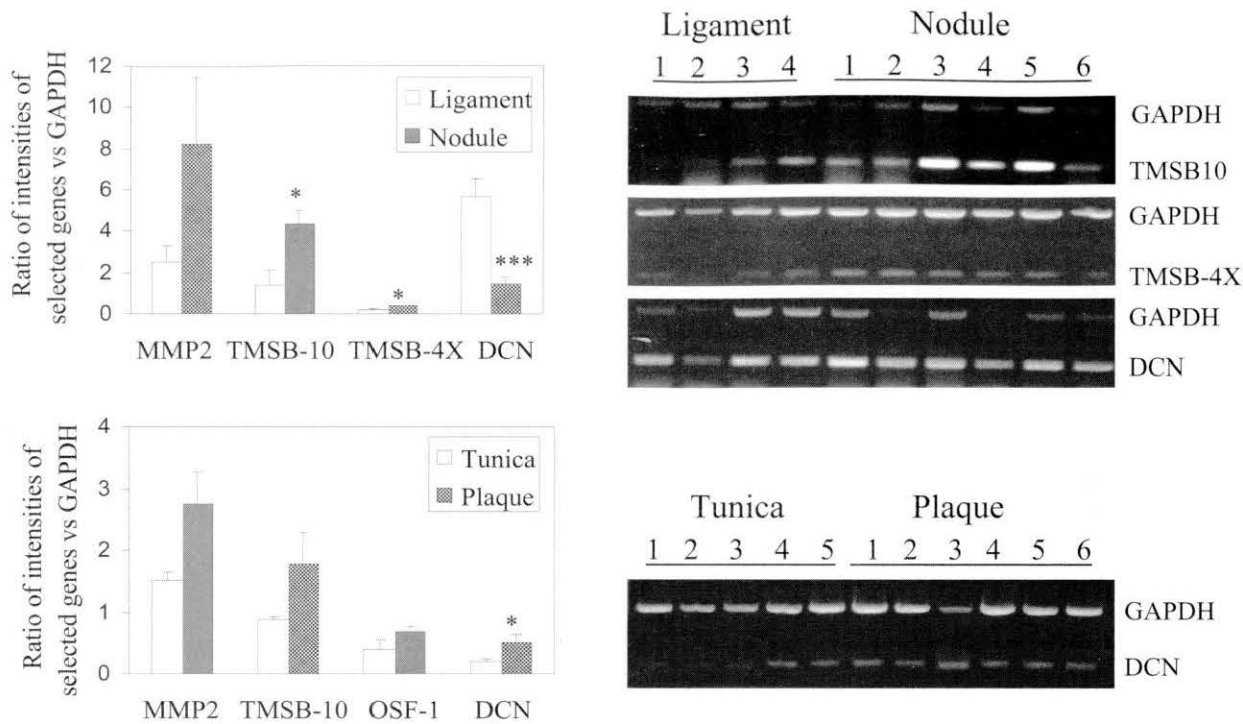 Ratio of intensities of
selected genes vs GAPDH
12
10
8
6
4
2
0
Ligament
Nodule
*
*
***
MMP2 TMSB-10 TMSB-4X DCN
Ligament Nodule
1 2 3 4 1 2 3 4 5 6
GAPDH
TMSB10
GAPDH
TMSB-4X
GAPDH
DCN
Ratio of intensities of
selected genes vs GAPDH
4
3
2
1
0
Tunica
Plaque
*
MMP2 TMSB-10 OSF-1 DCN
Tunica Plaque
1 2 3 4 5 1 2 3 4 5 6
GAPDH
DCN